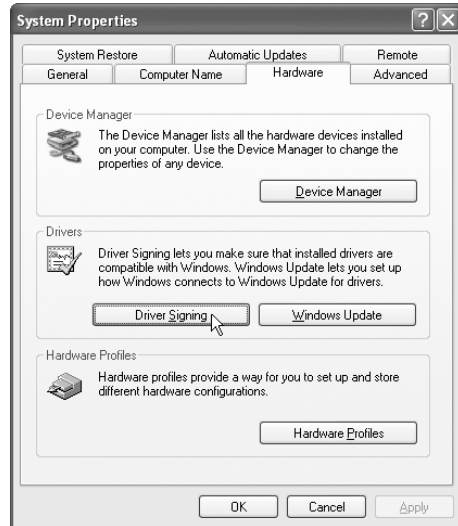 System Properties
System Restore Automatic Updates Remote
General Computer Name Hardware Advanced
Device Manager
The Device Manager lists all the hardware devices installed
on your computer. Use the Device Manager to change the
properties of any device.
Device Manager
Drivers
Driver Signing lets you make sure that installed drivers are
compatible with Windows. Windows Update lets you set up
how Windows connects to Windows Update for drivers.
Driver Signing Windows Update
Hardware Profiles
Hardware profiles provide a way for you to set up and store
different hardware configurations.
Hardware Profiles
OK Cancel Apply